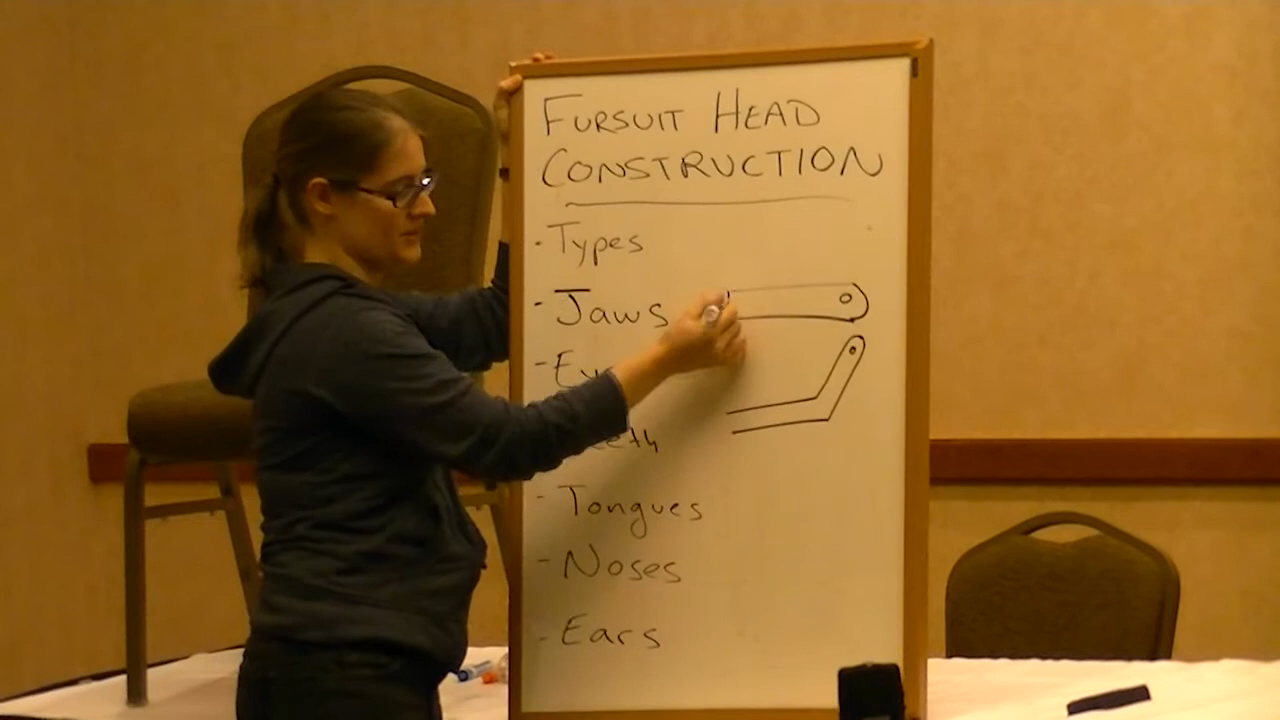 FURSUIT HEAD
CONSTRUCTION
- Types
- Jaws
- Tongues
- Noses
- Ears